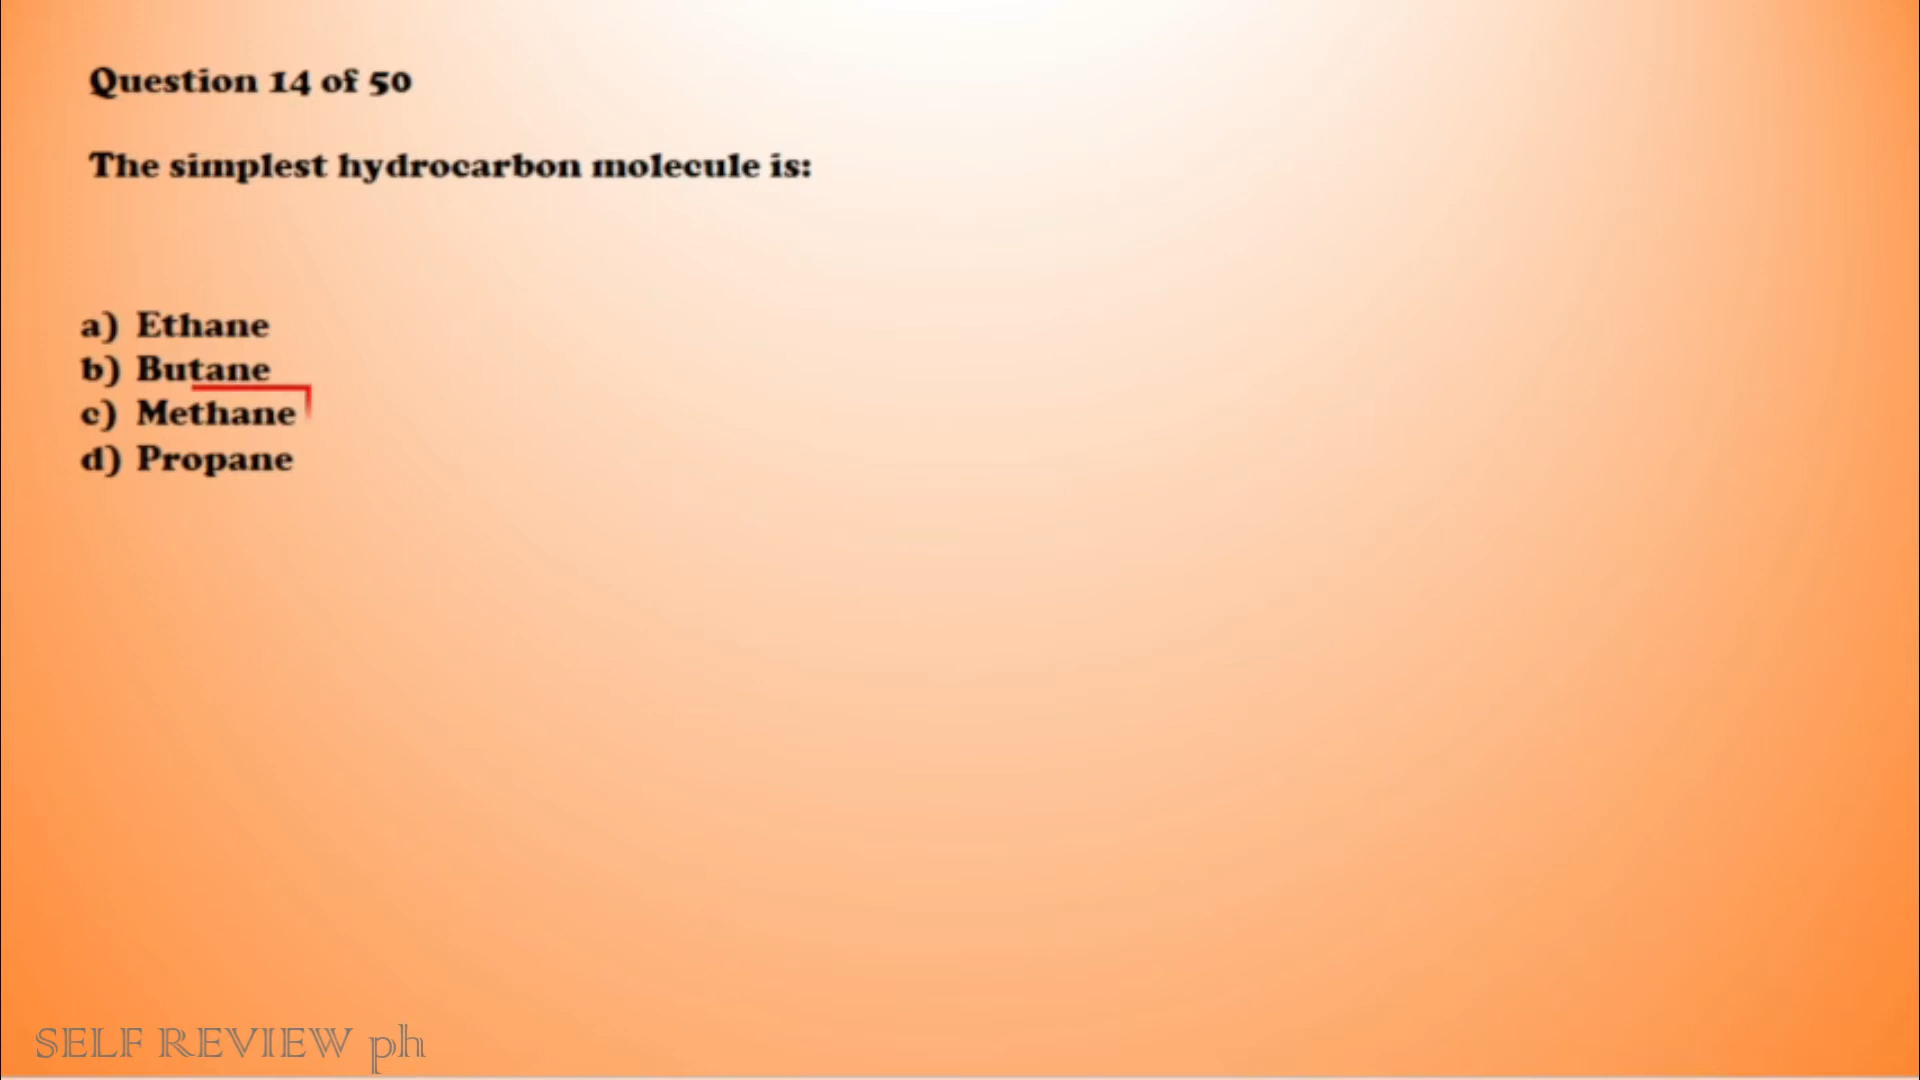 Question 14 of 50
The simplest hydrocarbon molecule is:
a) Ethane
b) Butane
c) Methane
d) Propane
SELF REVIEW ph